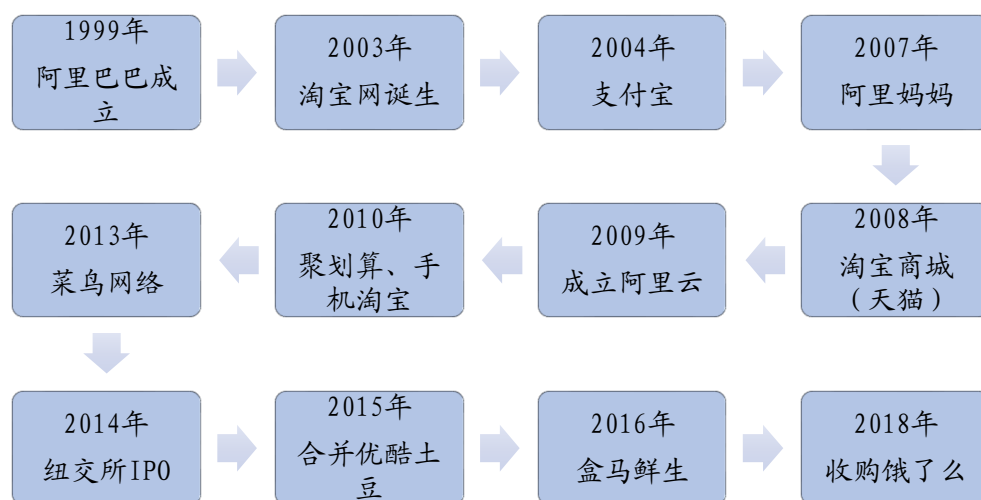 1999年
阿里巴巴成
立
2003年
淘宝网诞生
2004年
支付宝
2007年
阿里妈妈
2008年
淘宝商城
(天猫)
2009年
成立阿里云
2010年
聚划算、手
机淘宝
2013年
菜鸟网络
2014年
纽交所IPO
2015年
合并优酷土
豆
2016年
盒马鲜生
2018年
收购饿了么